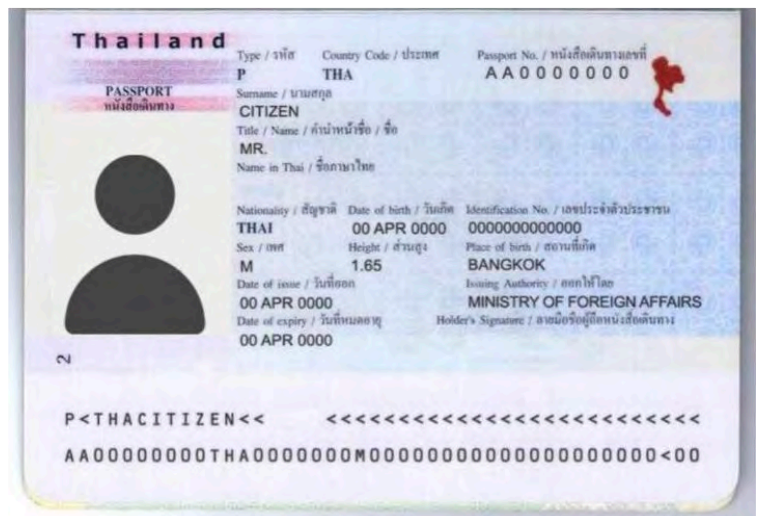 Thailand
PASSPORT
หนังสือเดินทาง
Type / รหัส Country Code / ประเทศ Passport No. / หนังสือเดินทางเลขที่
P THA AA0000000
Surname / นามสกุล
CITIZEN
Title / Name / คำนำหน้าชื่อ / ชื่อ
MR.
Name in Thai / ชื่อภาษาไทย
Nationality / สัญชาติ Date of birth / วันเกิด Identification No. / เลขประจำตัวประชาชน
THAI 00 APR 0000 0000000000000
Sex / เพศ Height / ส่วนสูง Place of birth / สถานที่เกิด
M 1.65 BANGKOK
Date of issue / วันที่ออก Issuing Authority / ออกให้โดย
00 APR 0000 MINISTRY OF FOREIGN AFFAIRS
Date of expiry / วันที่หมดอายุ Holder's Signature / ลายมือชื่อผู้ถือหนังสือเดินทาง
00 APR 0000
2
P<THACITIZEN<< <<<<<<<<<<<<<<<<<<<<<<<<<<
AA00000000THA0000000M0000000000000000000000<00